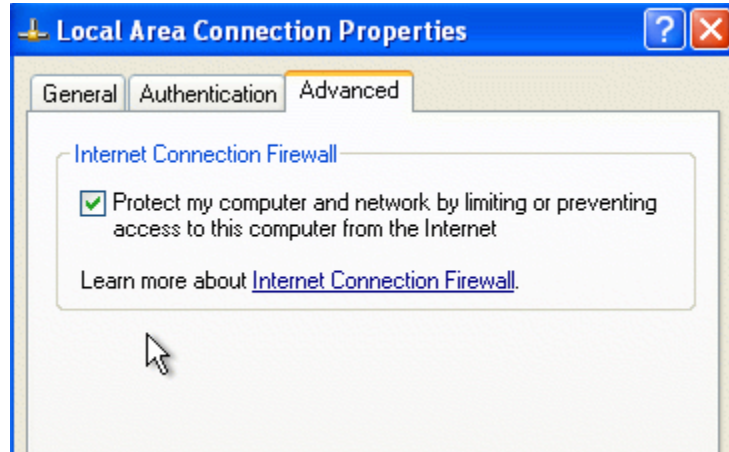 Local Area Connection Properties
?
General Authentication Advanced
Internet Connection Firewall
Protect my computer and network by limiting or preventing
access to this computer from the Internet
Learn more about Internet Connection Firewall.